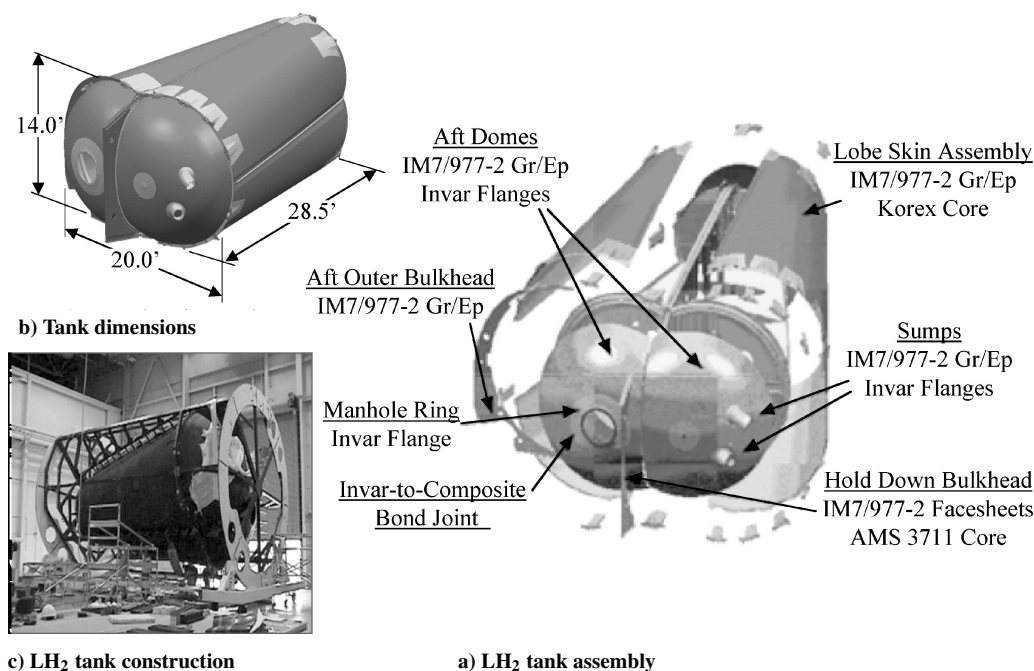 14.0’
20.0’
28.5’
b) Tank dimensions
Aft Domes
IM7/977-2 Gr/Ep
Invar Flanges
Lobe Skin Assembly
IM7/977-2 Gr/Ep
Korex Core
Aft Outer Bulkhead
IM7/977-2 Gr/Ep
Sumps
IM7/977-2 Gr/Ep
Invar Flanges
Manhole Ring
Invar Flange
Invar-to-Composite
Bond Joint
Hold Down Bulkhead
IM7/977-2 Facesheets
AMS 3711 Core
c) LH₂ tank construction
a) LH₂ tank assembly